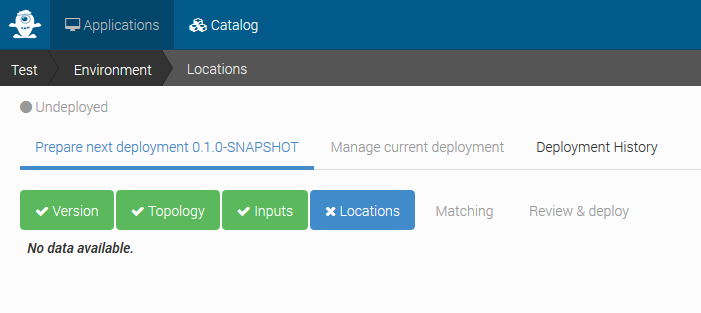 Applications Catalog
Test Environment Locations
Undeployed
Prepare next deployment 0.1.0-SNAPSHOT Manage current deployment Deployment History
Version Topology Inputs Locations Matching Review & deploy
No data available.